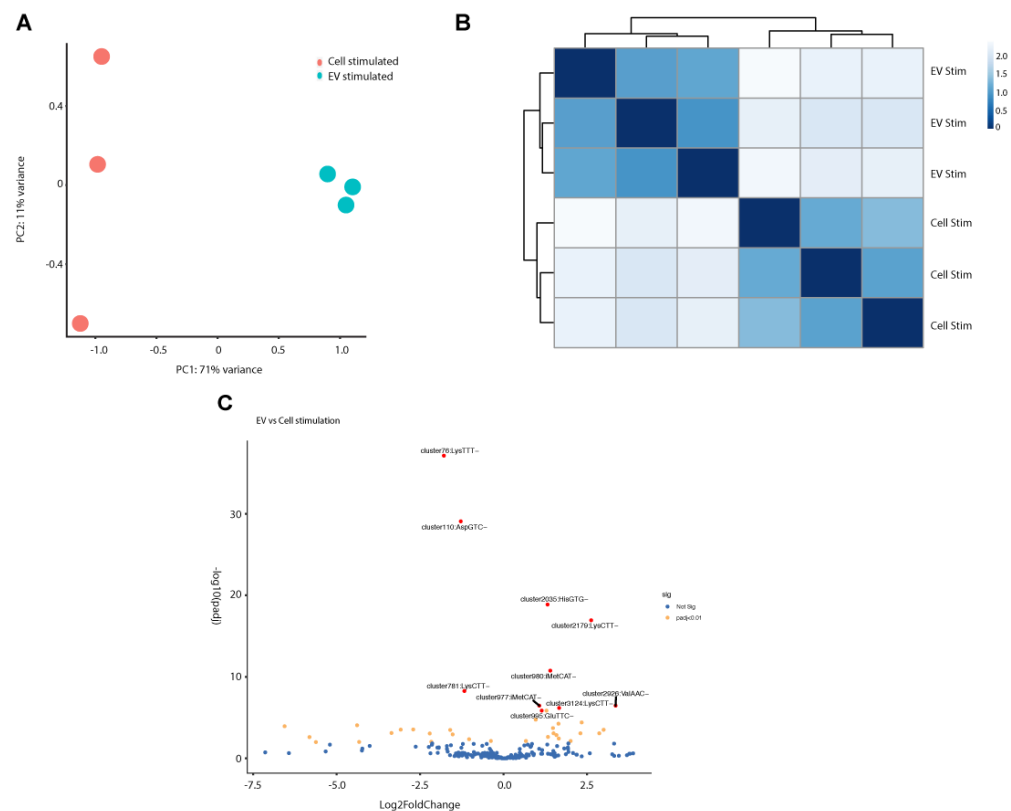 A
Cell stimulated
EV stimulated
0.4
0
-0.4
PC2: 11% variance
-1.0
-0.5
0
0.5
1.0
PC1: 71% variance
B
EV Stim
EV Stim
EV Stim
Cell Stim
Cell Stim
Cell Stim
2.0
1.5
1.0
0.5
0
C
EV vs Cell stimulation
cluster76:LysTTT-
cluster110:AspGTC-
cluster2035:HisGTG-
cluster2179:LysCTT-
cluster980:iMetCAT-
cluster781:LysCTT-
cluster977:iMetCAT-
cluster2926:ValAAC-
cluster3124:LysCTT-
cluster995:GluTTC-
30
20
10
0
-log10(padj)
sig
Not Sig
padj<0.01
-7.5
-5.0
-2.5
0.0
2.5
Log2FoldChange